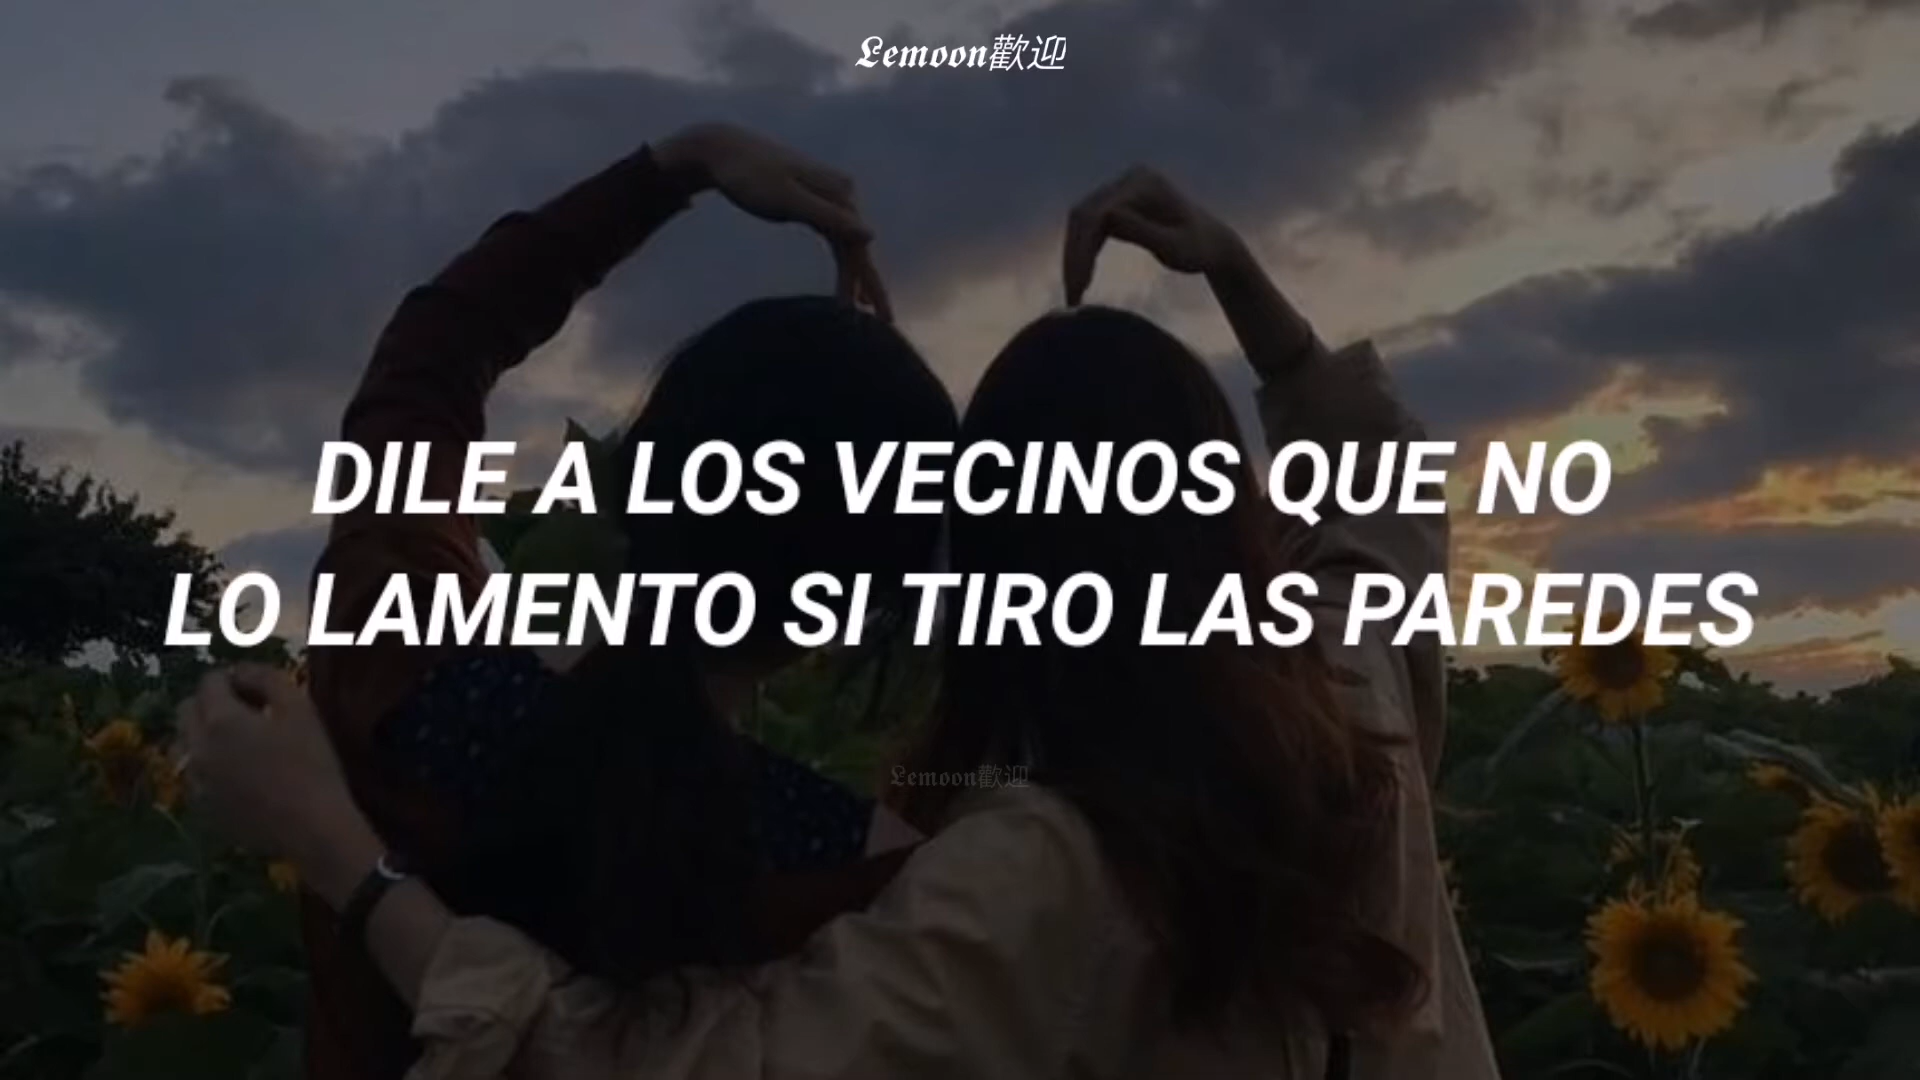 Lemoon歡迎
DILE A LOS VECINOS QUE NO
LO LAMENTO SI TIRO LAS PAREDES
Lemoon歡迎